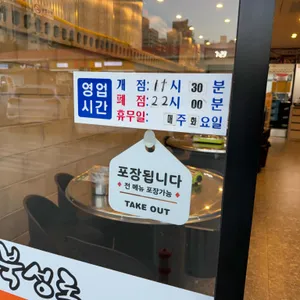 영업
시간
개 점: 11시 30 분
폐 점: 22시 00 분
휴무일: 매주 화요일
포장됩니다
전 메뉴 포장가능
TAKE OUT
북성로